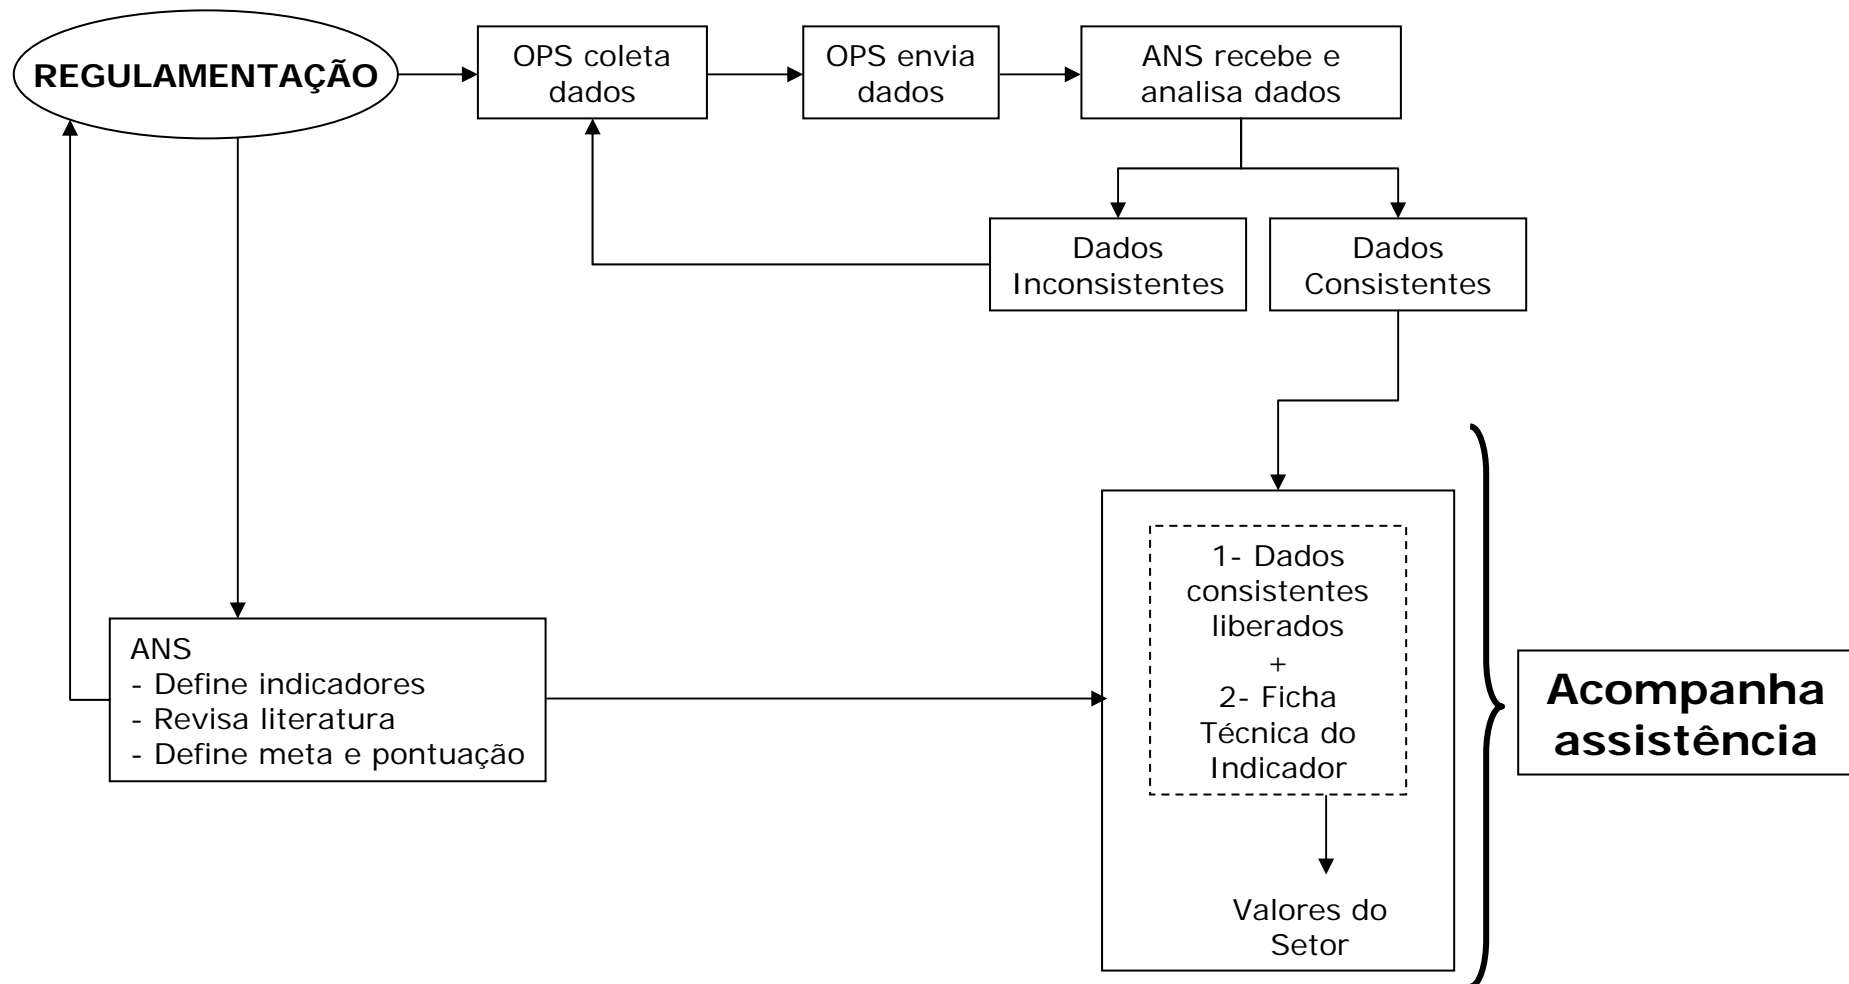 REGULAMENTAÇÃO
OPS coleta
dados
OPS envia
dados
ANS recebe e
analisa dados
Dados
Inconsistentes
Dados
Consistentes
ANS
- Define indicadores
- Revisa literatura
- Define meta e pontuação
1- Dados
consistentes
liberados
+
2- Ficha
Técnica do
Indicador
Valores do
Setor
Acompanha
assistência